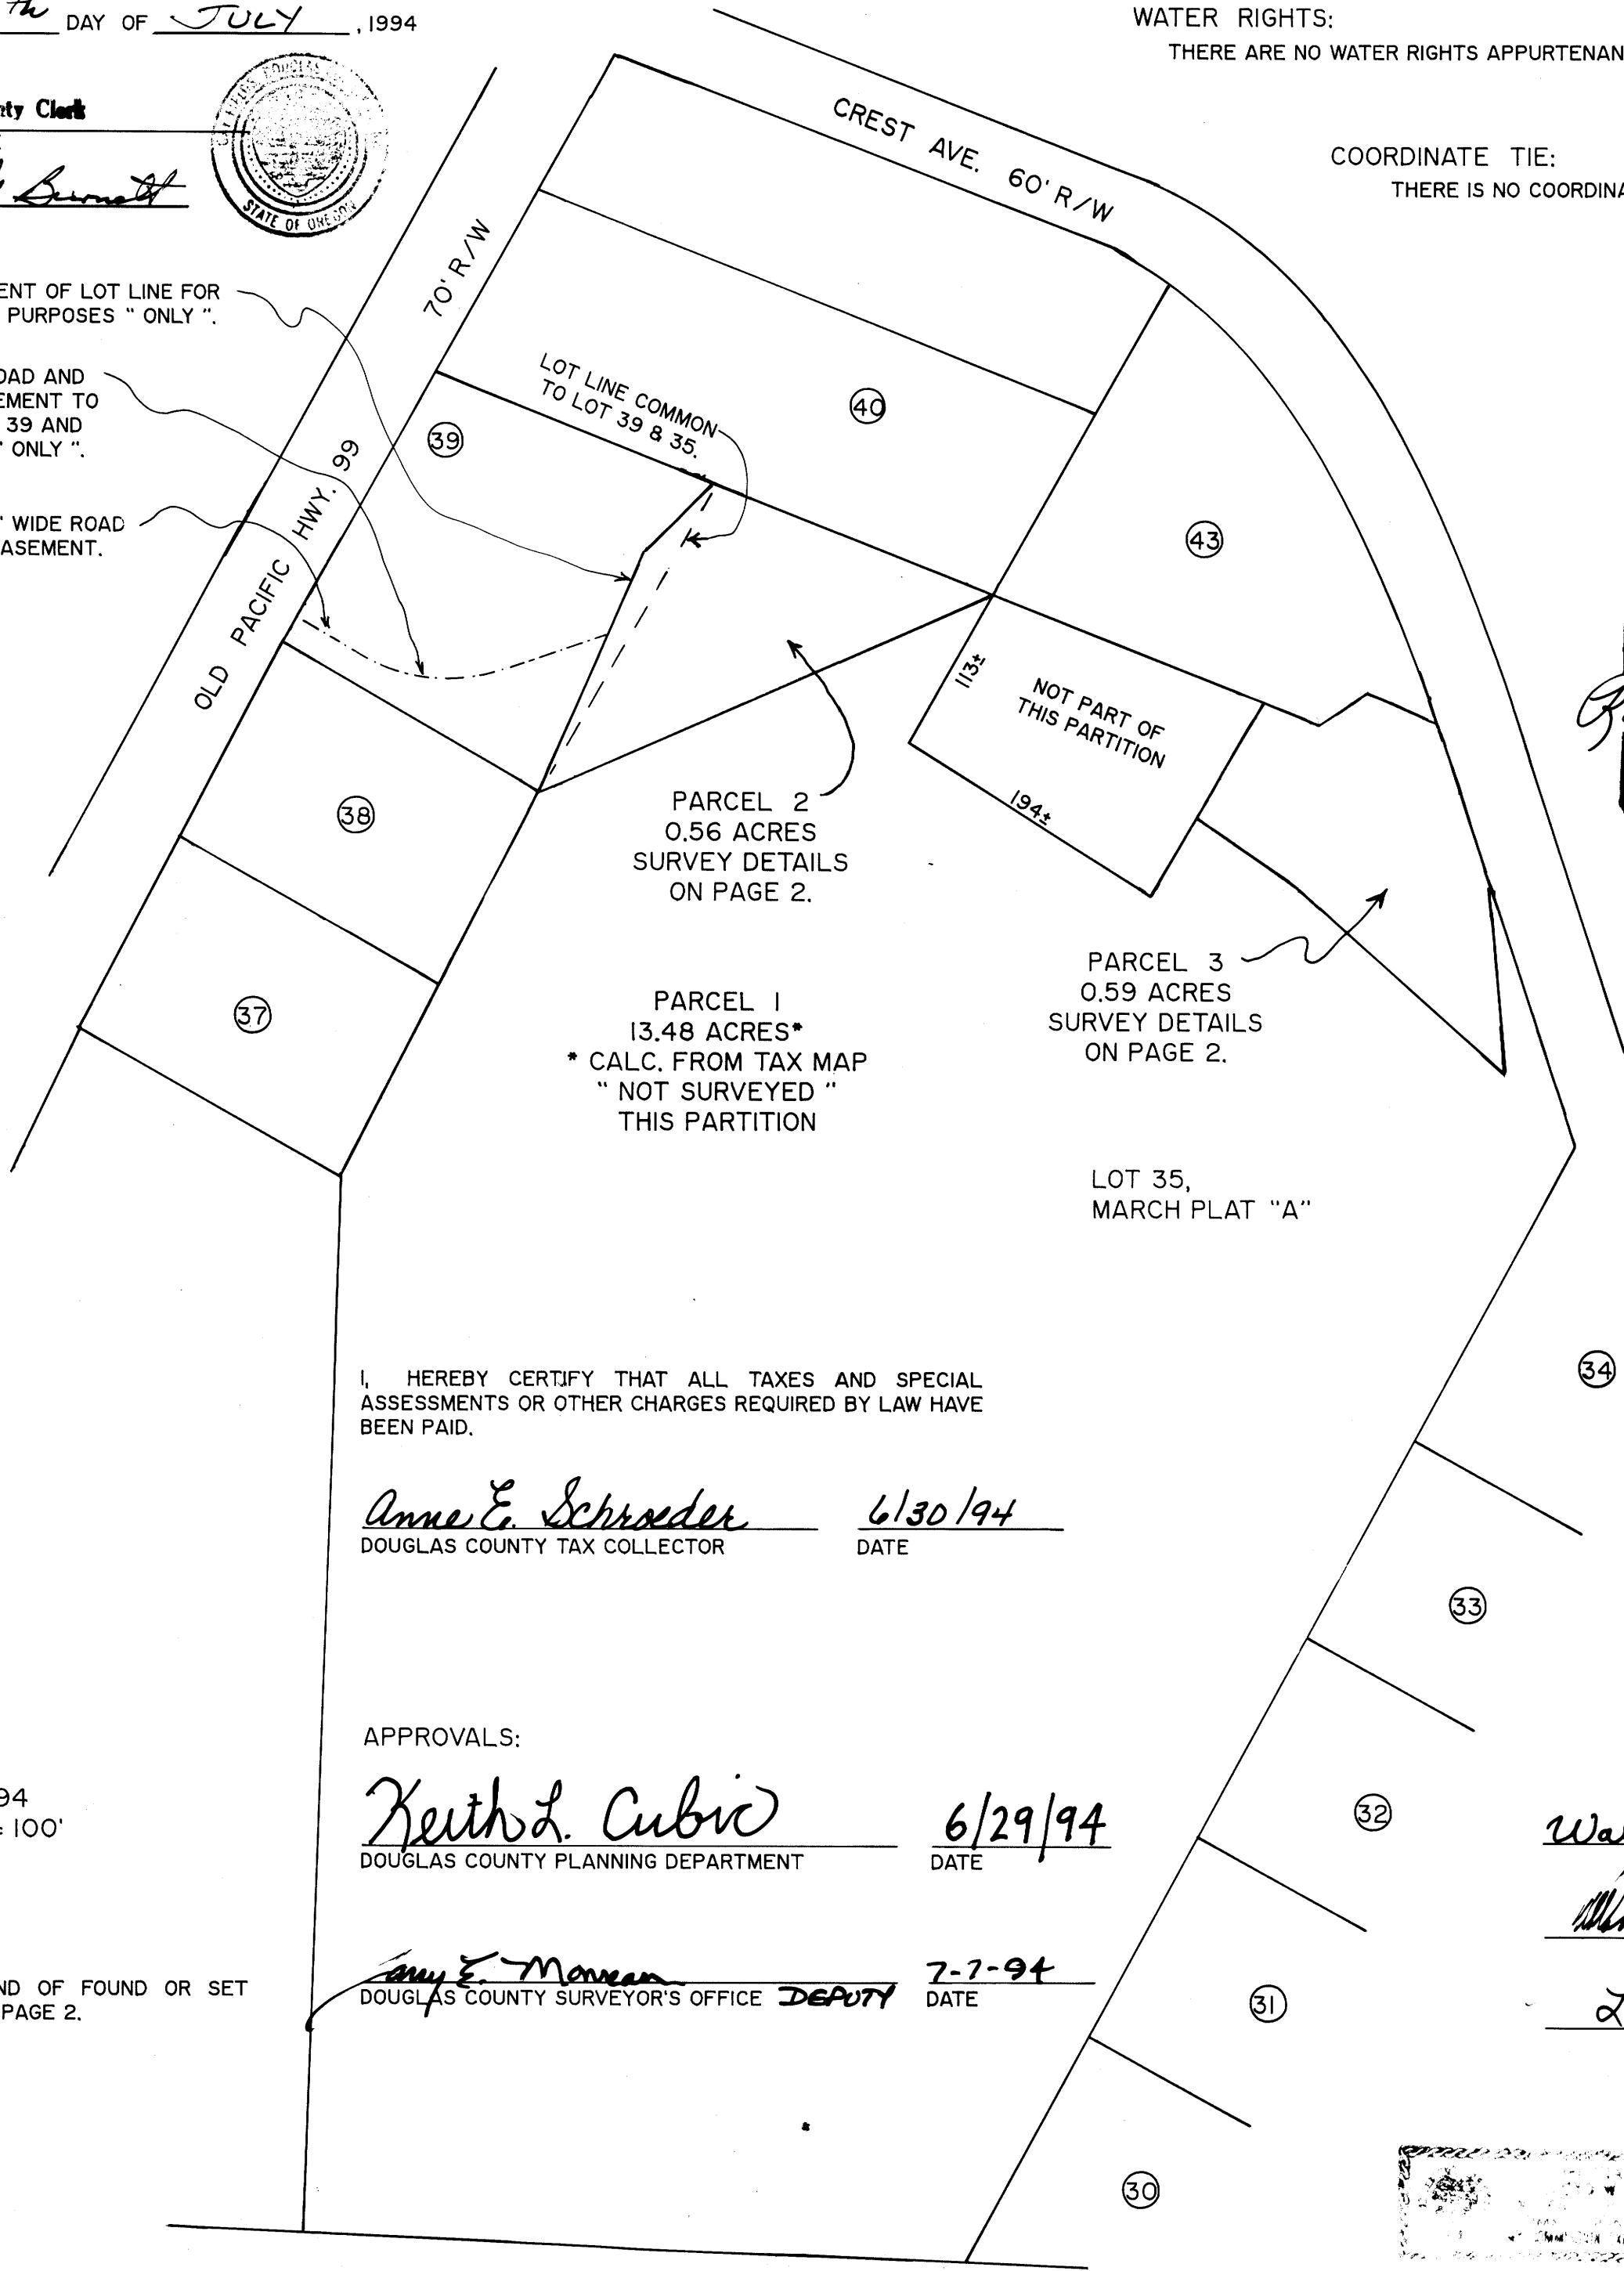 DAY OF JULY, 1994
County Clerk
STATE OF OREGON
WATER RIGHTS:
THERE ARE NO WATER RIGHTS
COORDINATE TIE:
THERE IS NO
CREST AVE. 60' R/W
70' R/W
OLD PACIFIC HWY. 99
OF LOT LINE FOR
PURPOSES " ONLY ".
AND
TO
39 AND
" ONLY ".
WIDE ROAD
LOT LINE COMMON
TO LOT 39 & 35.
40
39
43
38
37
113±
194±
NOT PART OF
THIS PARTITION
PARCEL 2
0.56 ACRES
SURVEY DETAILS
ON PAGE 2.
PARCEL 3
0.59 ACRES
SURVEY DETAILS
ON PAGE 2.
PARCEL 1
13.48 ACRES*
* CALC. FROM TAX MAP
" NOT SURVEYED "
THIS PARTITION
LOT 35,
MARCH PLAT "A"
I, HEREBY CERTIFY THAT ALL TAXES AND SPECIAL
ASSESSMENTS OR OTHER CHARGES REQUIRED BY LAW HAVE
BEEN PAID.
Anne E. Schroeder 6/30/94
DOUGLAS COUNTY TAX COLLECTOR DATE
34
33
32
31
30
APPROVALS:
Keith L. Cubic 6/29/94
DOUGLAS COUNTY PLANNING DEPARTMENT DATE
7-7-94
DOUGLAS COUNTY SURVEYOR'S OFFICE DEPUTY DATE
94
= 100'
OF FOUND OR SET
PAGE 2.